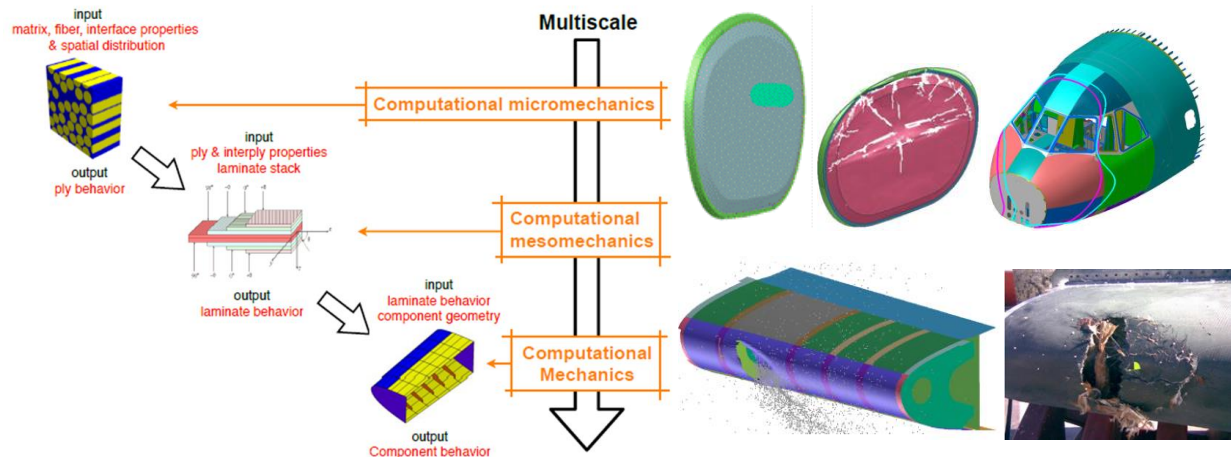 input
matrix, fiber, interface properties
& spatial distribution
Multiscale
Computational micromechanics
output
ply behavior
input
ply & interply properties
laminate stack
Computational
mesomechanics
output
laminate behavior
input
laminate behavior
component geometry
Computational
Mechanics
output
Component behavior